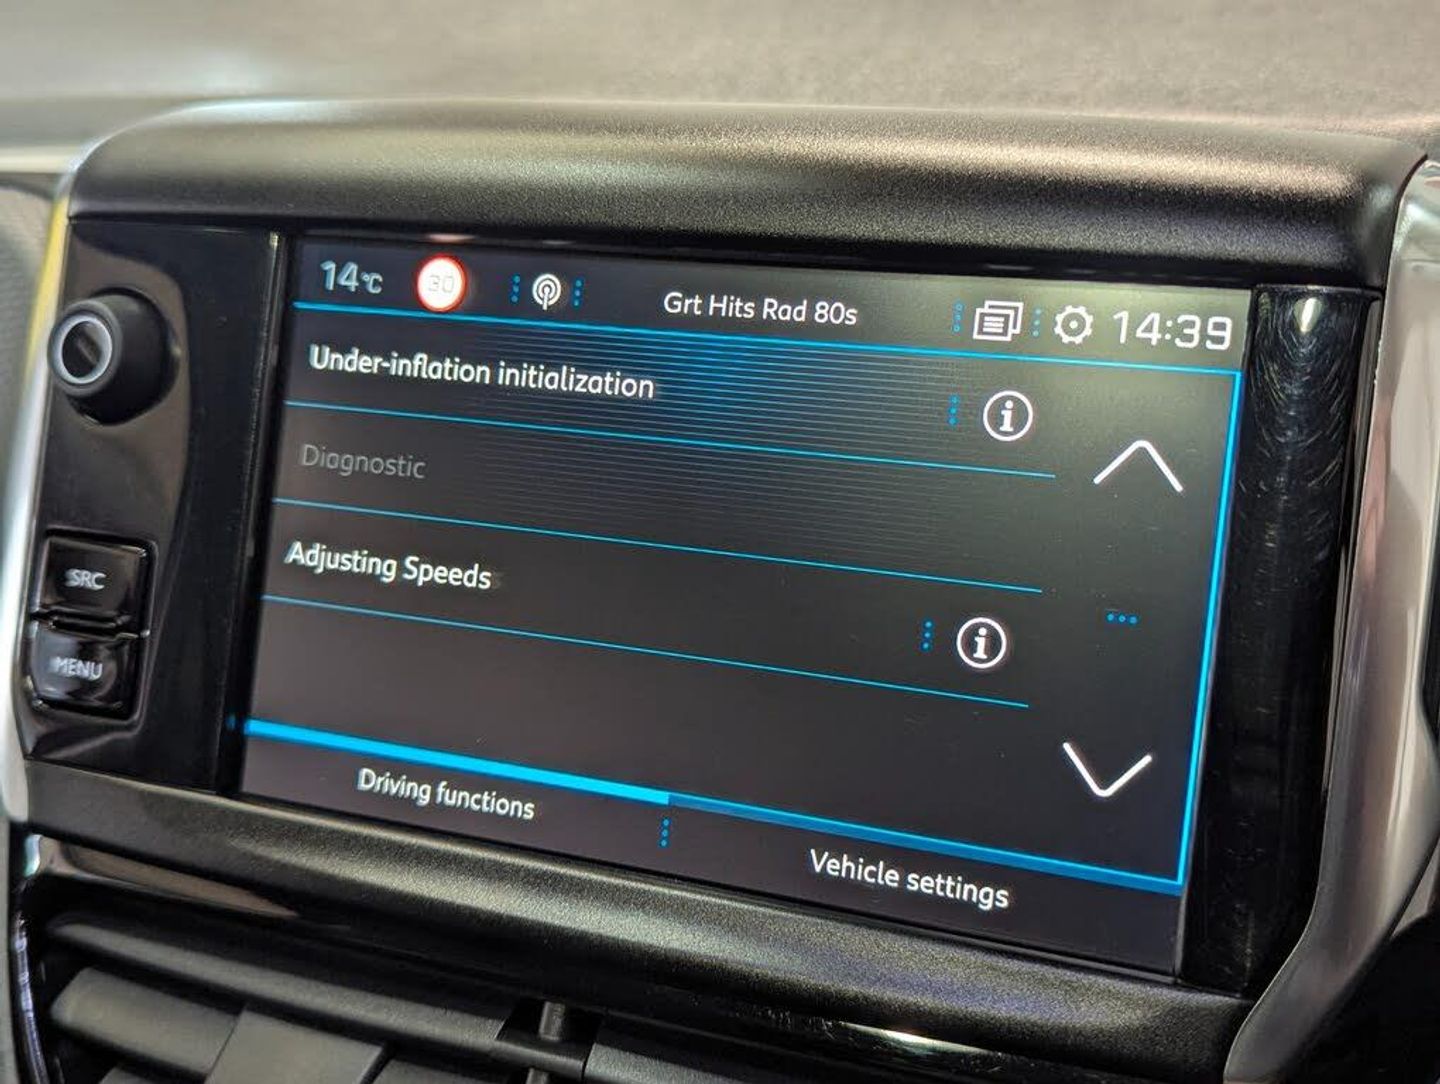 14°C
30
Grt Hits Rad 80s
14:39
Under-inflation initialization
Diagnostic
Adjusting Speeds
SRC
MENU
Driving functions
Vehicle settings